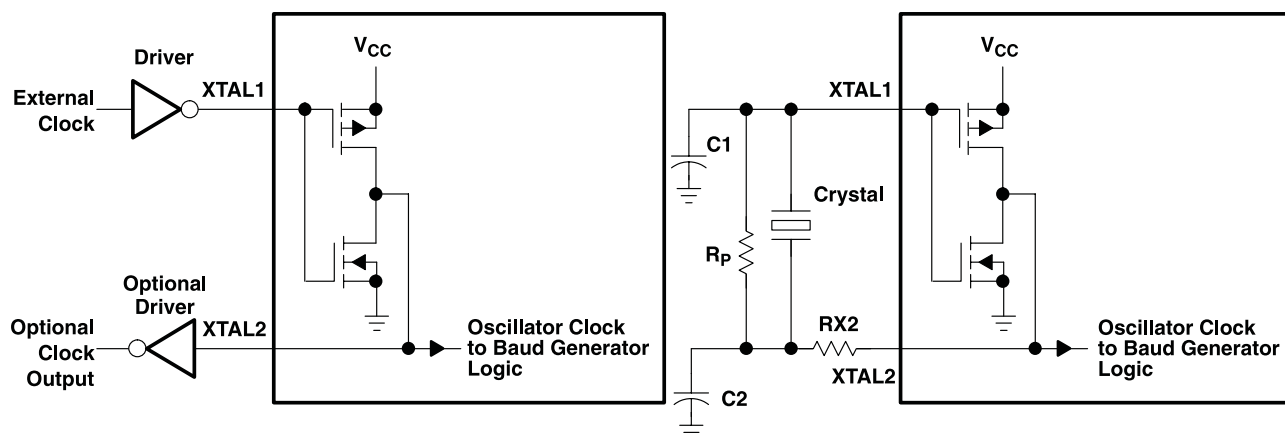 Driver
External
Clock
XTAL1
VCC
Optional
Driver
Optional
Clock
Output
XTAL2
Oscillator Clock
to Baud Generator
Logic
C1
RP
Crystal
C2
RX2
XTAL1
VCC
XTAL2
Oscillator Clock
to Baud Generator
Logic